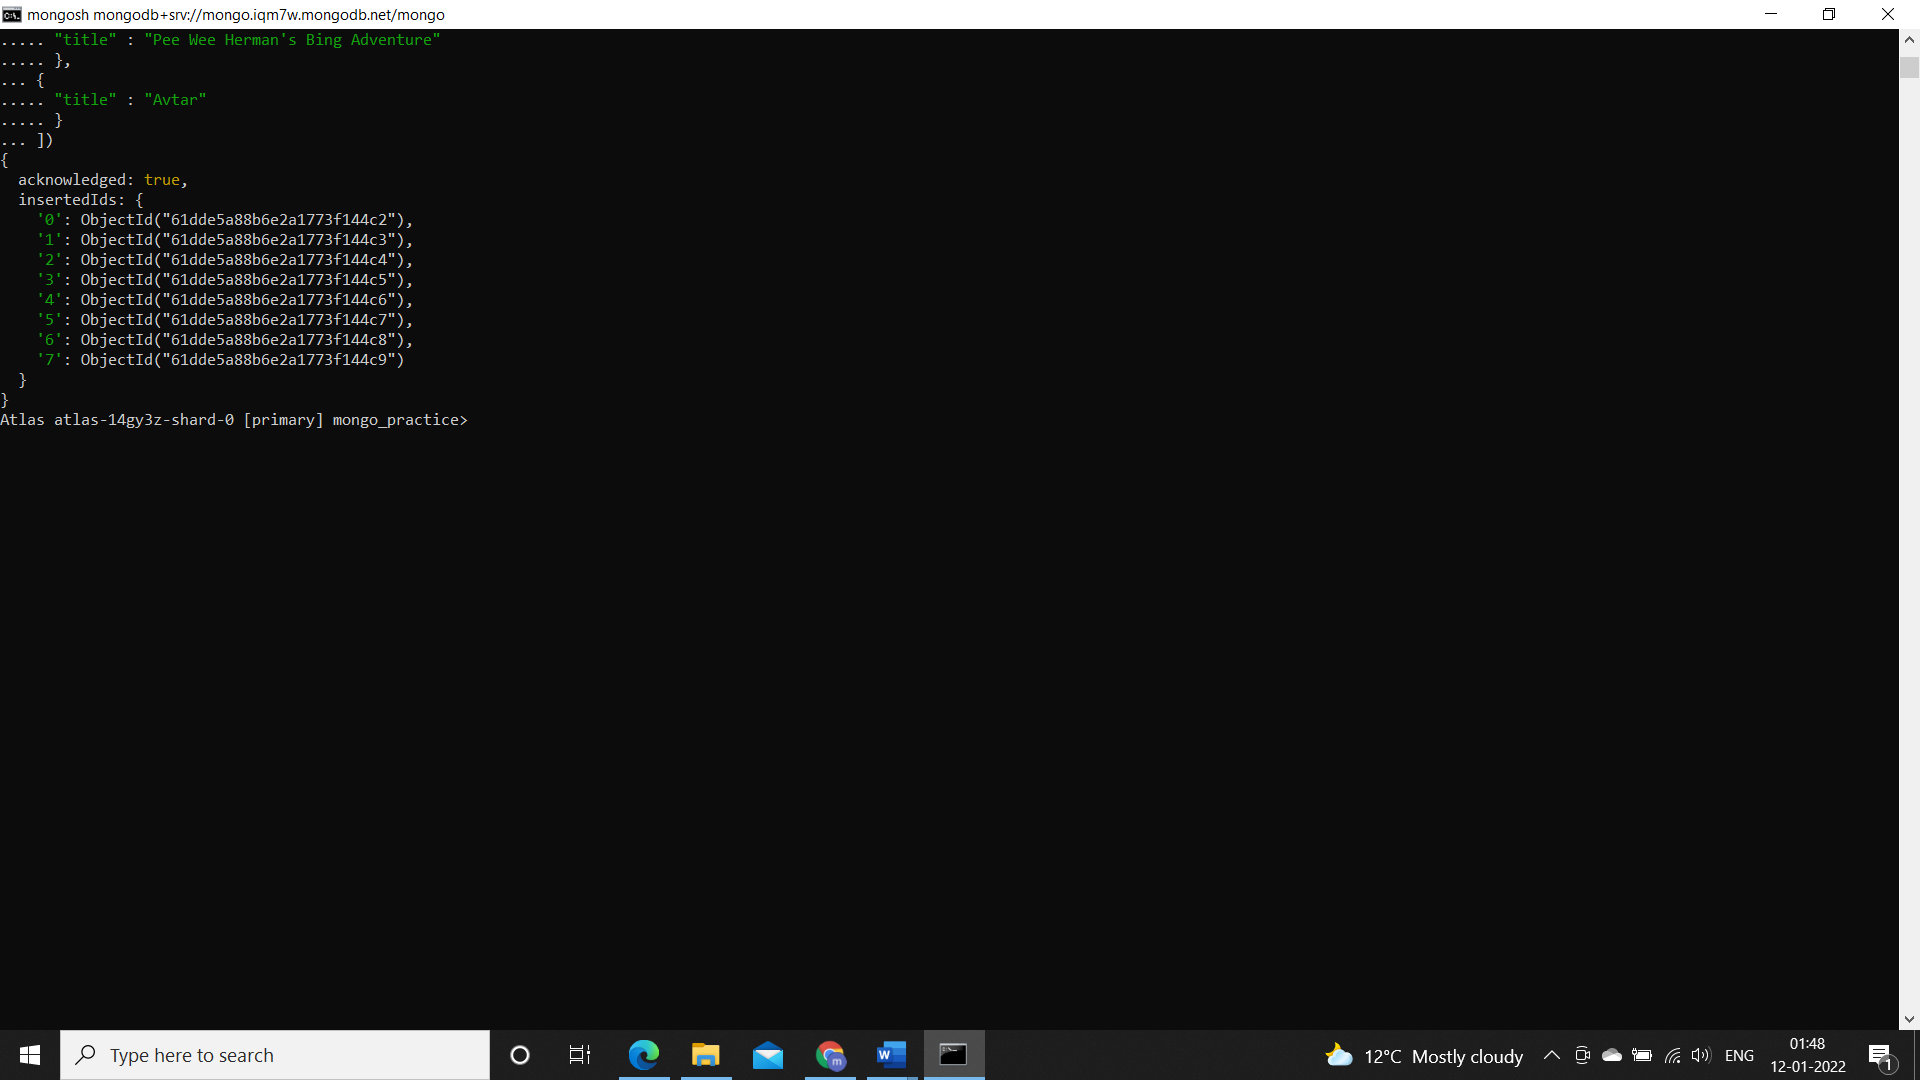 mongosh mongodb+srv://mongo.iqm7w.mongodb.net/mongo
..... "title" : "Pee Wee Herman's Bing Adventure"
..... },
... {
..... "title" : "Avtar"
..... }
... ])
{
  acknowledged: true,
  insertedIds: {
    '0': ObjectId("61dde5a88b6e2a1773f144c2"),
    '1': ObjectId("61dde5a88b6e2a1773f144c3"),
    '2': ObjectId("61dde5a88b6e2a1773f144c4"),
    '3': ObjectId("61dde5a88b6e2a1773f144c5"),
    '4': ObjectId("61dde5a88b6e2a1773f144c6"),
    '5': ObjectId("61dde5a88b6e2a1773f144c7"),
    '6': ObjectId("61dde5a88b6e2a1773f144c8"),
    '7': ObjectId("61dde5a88b6e2a1773f144c9")
  }
}
Atlas atlas-14gy3z-shard-0 [primary] mongo_practice>
Type here to search
12°C Mostly cloudy
ENG
01:48
12-01-2022
1